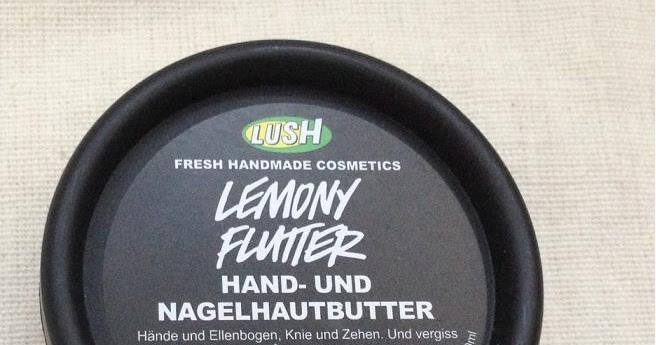 LUSH
FRESH HANDMADE COSMETICS
LEMONY
FLUTTER
HAND- UND
NAGELHAUTBUTTER
Hände und Ellenbogen, Knie und Zehen. Und vergiss